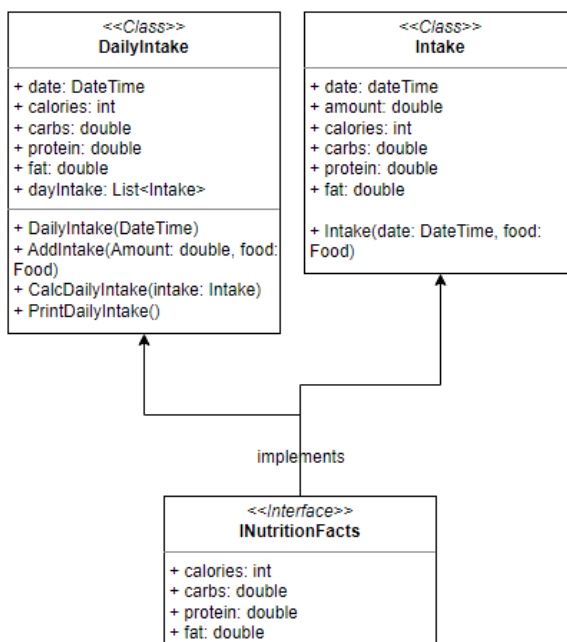 <<Class>>
DailyIntake
+ date: DateTime
+ calories: int
+ carbs: double
+ protein: double
+ fat: double
+ dayIntake: List<Intake>
+ DailyIntake(DateTime)
+ AddIntake(Amount: double, food:
Food)
+ CalcDailyIntake(intake: Intake)
+ PrintDailyIntake()
<<Class>>
Intake
+ date: dateTime
+ amount: double
+ calories: int
+ carbs: double
+ protein: double
+ fat: double
+ Intake(date: DateTime, food:
Food)
implements
<<Interface>>
INutritionFacts
+ calories: int
+ carbs: double
+ protein: double
+ fat: double